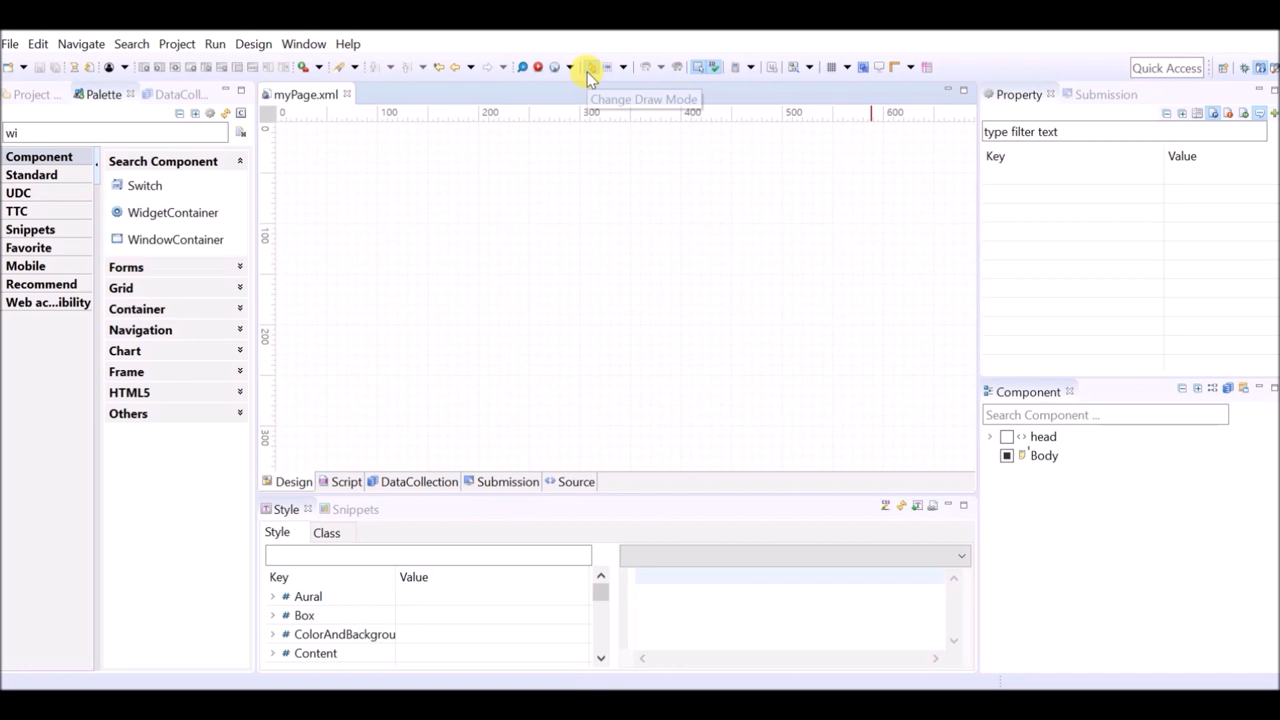 File Edit Navigate Search Project Run Design Window Help
Quick Access
Change Draw Mode
Project ... Palette DataColl...
wi
Component
Standard
UDC
TTC
Snippets
Favorite
Mobile
Recommend
Web ac...ibility
Search Component
Switch
WidgetContainer
WindowContainer
Forms
Grid
Container
Navigation
Chart
Frame
HTML5
Others
myPage.xml
0 100 200 300 400 500 600
0
100
200
300
Design Script DataCollection Submission Source
Style Snippets
Style Class
Key Value
# Aural
# Box
# ColorAndBackgrou
# Content
Property Submission
type filter text
Key Value
Component
Search Component ...
head
Body